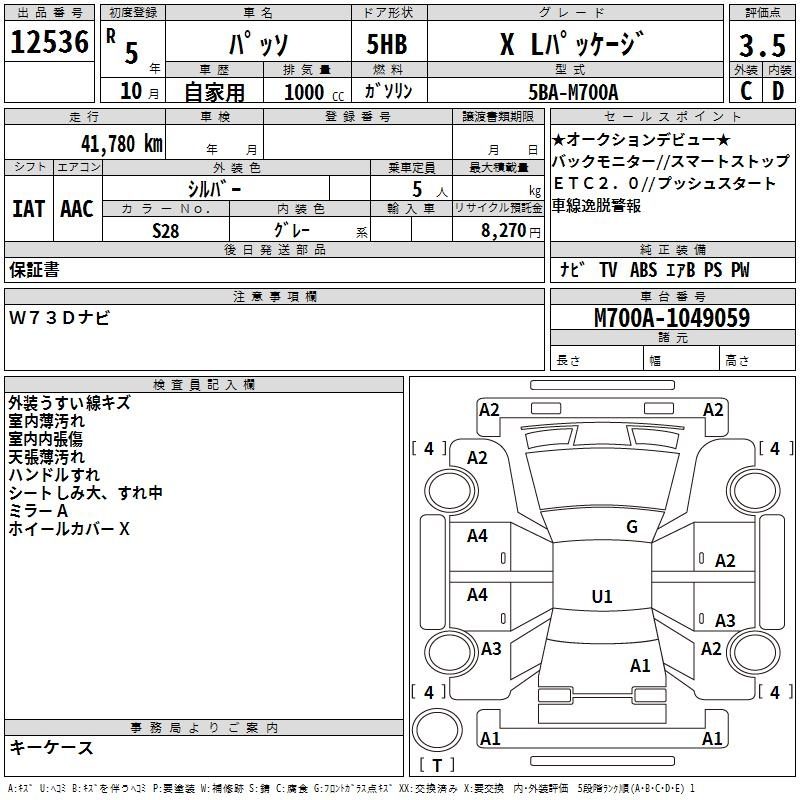 出品番号
12536
初度登録
R 5 年
10 月
車名
パッソ
ドア形状
5HB
グレード
X Lパッケージ
評価点
3.5
車歴
自家用
排気量
1000 CC
燃料
ガソリン
型式
5BA-M700A
外装 内装
C D
走行
41,780 km
車検
年 月
登録番号
譲渡書類期限
月 日
シフト
IAT
エアコン
AAC
外装色
シルバー
乗車定員
5 人
最大積載量
kg
カラーNo.
S28
内装色
グレー 系
輸入車
リサイクル預託金
8,270 円
後日発送部品
保証書
セールスポイント
★オークションデビュー★
バックモニター//スマートストップ
ETC2.0//プッシュスタート
車線逸脱警報
純正装備
ナビ TV ABS エアB PS PW
注意事項欄
W73Dナビ
車台番号
M700A-1049059
諸元
長さ 幅 高さ
検査員記入欄
外装うすい線キズ
室内薄汚れ
室内内張傷
天張薄汚れ
ハンドルすれ
シートしみ大、すれ中
ミラーA
ホイールカバーX
事務局よりご案内
キーケース
A2 A2
[ 4 ] [ 4 ]
A2
G
A4
A2
A4
U1
A3
A3
A2
A1
[ 4 ] [ 4 ]
A1 A1
[ T ]
A:キズ U:ヘコミ B:キズを伴うヘコミ P:要塗装 W:補修跡 S:錆 C:腐食 G:フロントガラス点キズ XX:交換済み X:要交換 内・外装評価 5段階ランク順(A・B・C・D・E) 1